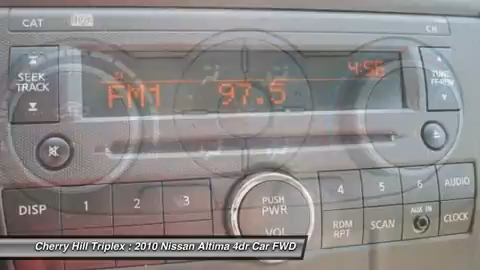 CAT CH
SEEK
TRACK
ST
FM1 97.5 4:56
TUNE
FF•REW
DISP 1 2 3
PUSH
PWR
VOL
4 5 6 AUDIO
RDM
RPT
SCAN
AUX IN
CLOCK
Cherry Hill Triplex : 2010 Nissan Altima 4dr Car FWD